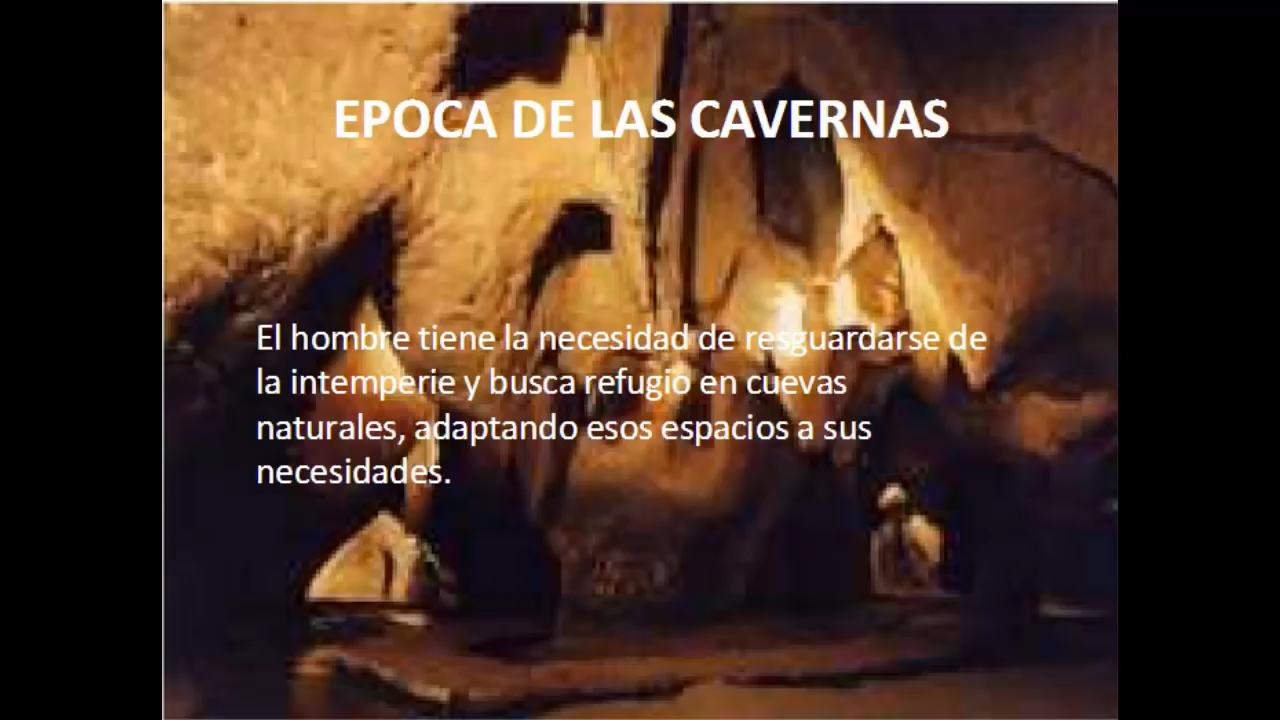 EPOCA DE LAS CAVERNAS
El hombre tiene la necesidad de resguardarse de
la intemperie y busca refugio en cuevas
naturales, adaptando esos espacios a sus
necesidades.